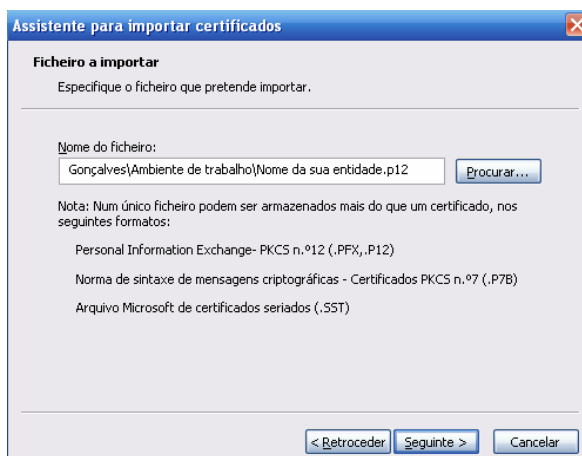 Assistente para importar certificados
Ficheiro a importar
Especifique o ficheiro que pretende importar.
Nome do ficheiro:
Gonçalves\Ambiente de trabalho\Nome da sua entidade.p12
Procurar...
Nota: Num único ficheiro podem ser armazenados mais do que um certificado, nos
seguintes formatos:
Personal Information Exchange- PKCS n.º12 (.PFX,.P12)
Norma de sintaxe de mensagens criptográficas - Certificados PKCS n.º7 (.P7B)
Arquivo Microsoft de certificados seriados (.SST)
< Retroceder
Seguinte >
Cancelar